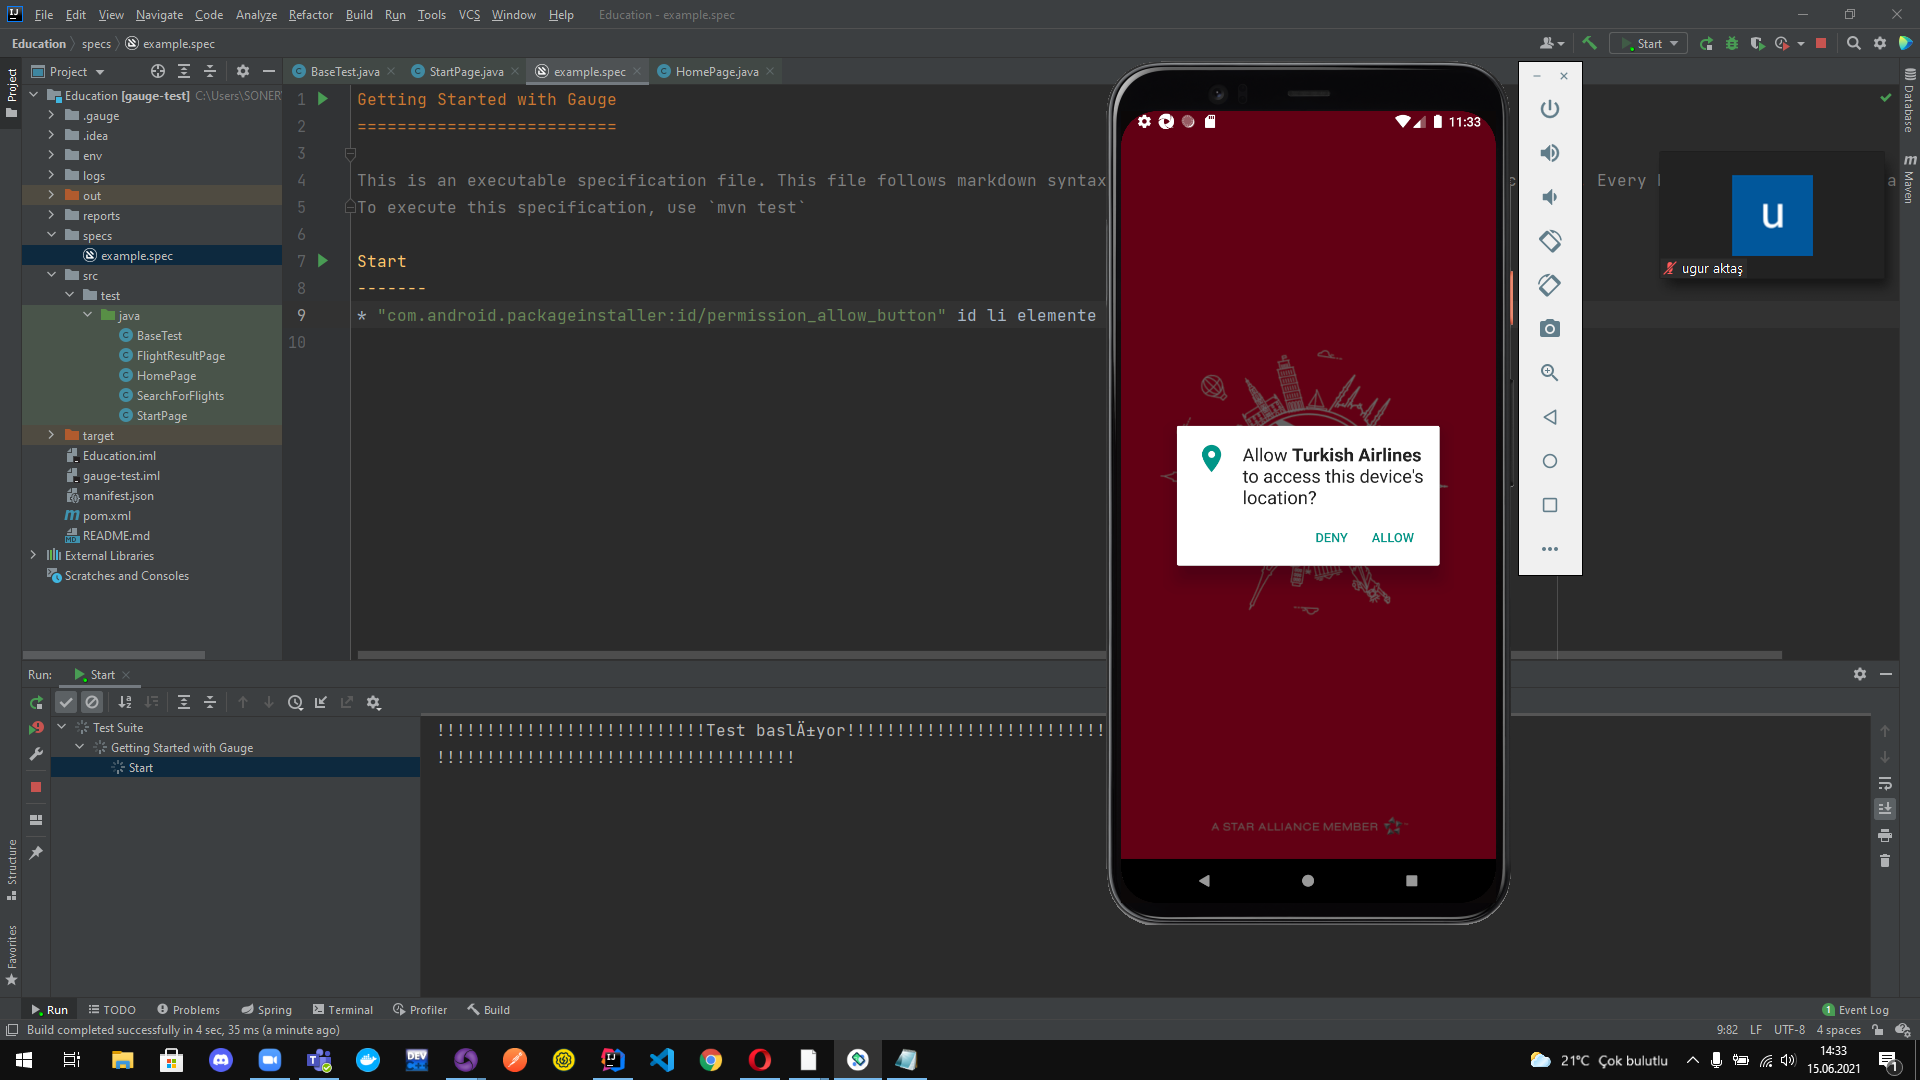 File Edit View Navigate Code Analyze Refactor Build Run Tools VCS Window Help Education - example.spec
Education specs example.spec
Start
Project
BaseTest.java StartPage.java example.spec HomePage.java
Project
Education [gauge-test] C:\Users\SONER
.gauge
.idea
env
logs
out
reports
specs
example.spec
src
test
java
BaseTest
FlightResultPage
HomePage
SearchForFlights
StartPage
target
Education.iml
gauge-test.iml
manifest.json
pom.xml
README.md
External Libraries
Scratches and Consoles
1 Getting Started with Gauge
2 ==========================
3
4 This is an executable specification file. This file follows markdown syntax Every
5 To execute this specification, use `mvn test`
6
7 Start
8 -------
9 * "com.android.packageinstaller:id/permission_allow_button" id li elemente
10
11:33
Allow Turkish Airlines
to access this device's
location?
DENY ALLOW
A STAR ALLIANCE MEMBER
u
ugur aktaş
Database
Maven
Run: Start
Test Suite
Getting Started with Gauge
Start
!!!!!!!!!!!!!!!!!!!!!!!!!!!Test baslÄ±yor!!!!!!!!!!!!!!!!!!!!!!!!!!
!!!!!!!!!!!!!!!!!!!!!!!!!!!!!!!!!!!!
Structure
Favorites
Run TODO Problems Spring Terminal Profiler Build 1 Event Log
Build completed successfully in 4 sec, 35 ms (a minute ago) 9:82 LF UTF-8 4 spaces
21°C Çok bulutlu
14:33
15.06.2021
1